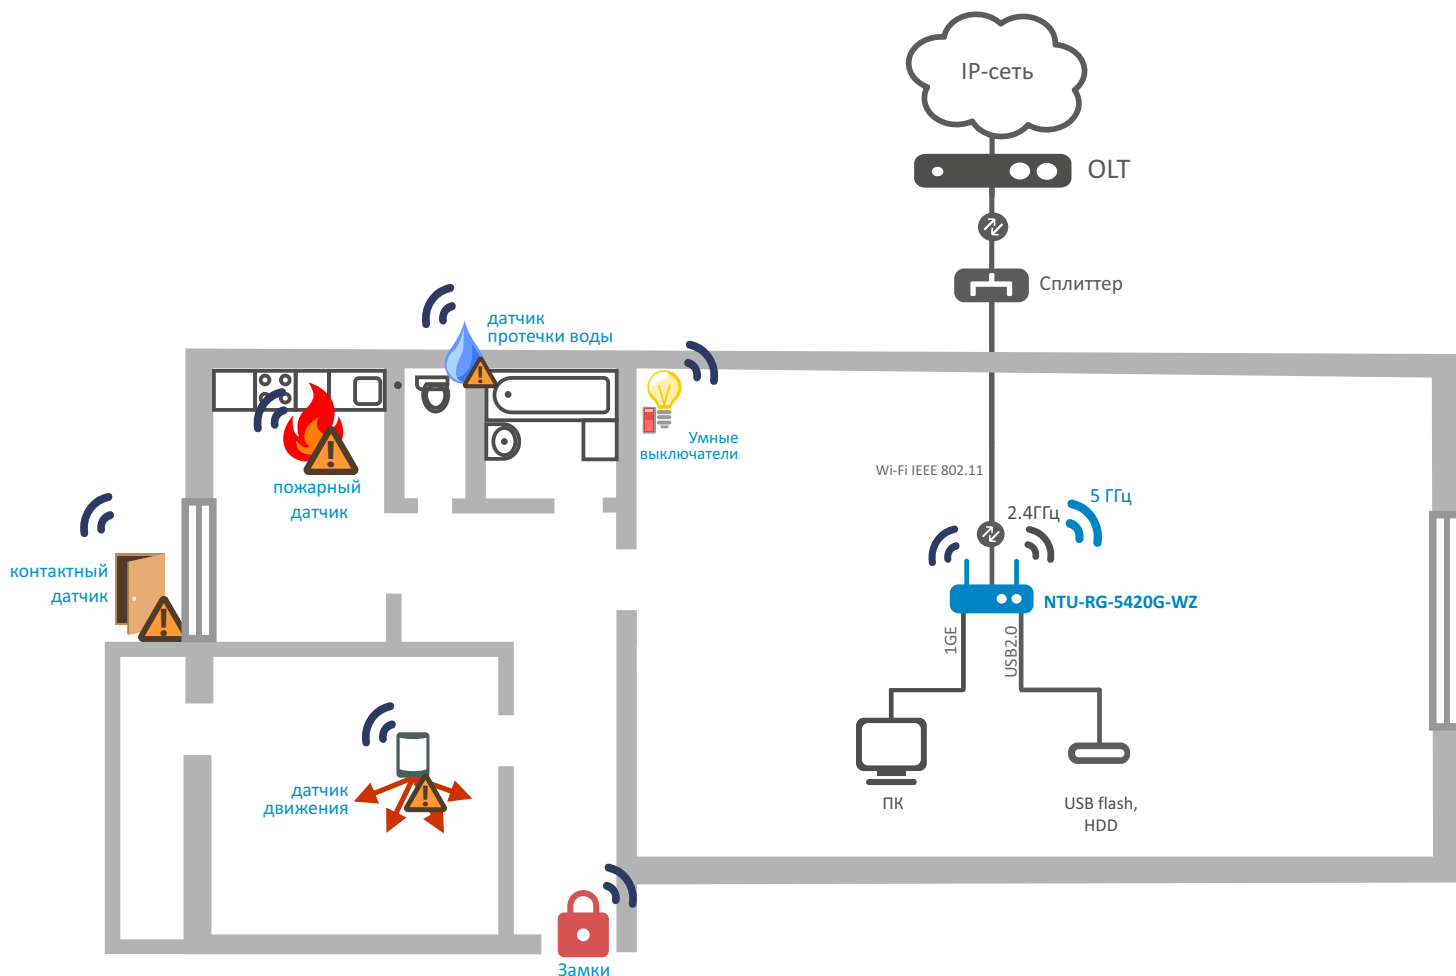 IP-сеть
OLT
Сплиттер
датчик
протечки воды
Умные
выключатели
пожарный
датчик
Wi-Fi IEEE 802.11
5 ГГц
2.4ГГц
контактный
датчик
NTU-RG-5420G-WZ
1GE
USB2.0
датчик
движения
ПК
USB flash,
HDD
Замки